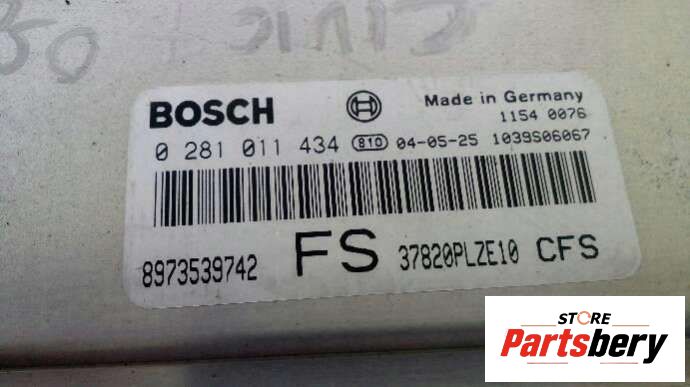 BOSCH
Made in Germany
1154 0076
0 281 011 434 810 04-05-25 1039S06067
8973539742 FS 37820PLZE10 CFS
STORE
Partsbery